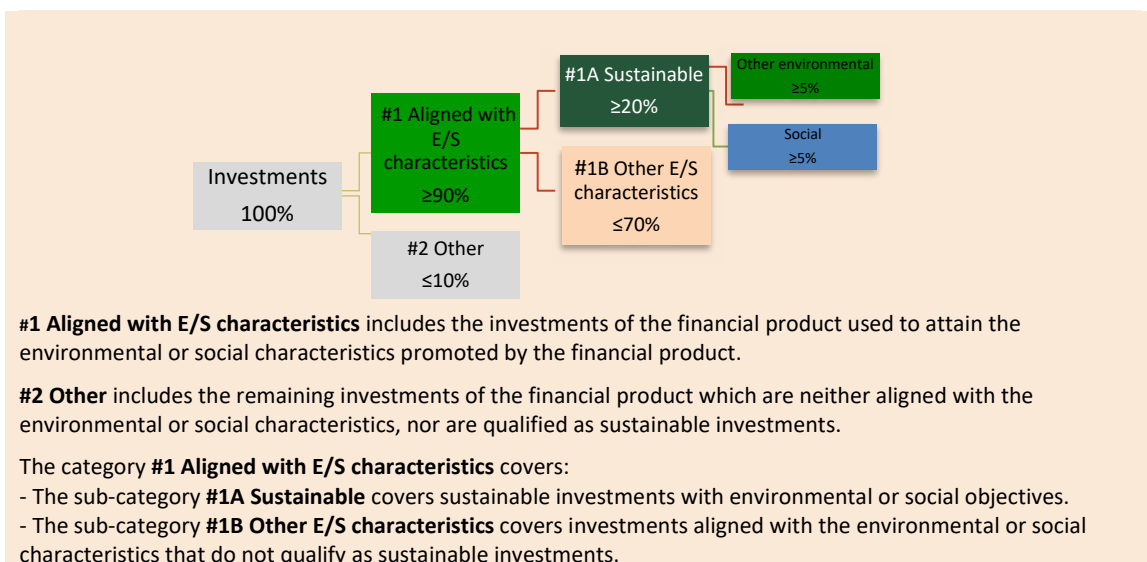 Investments
100%
#1 Aligned with
E/S
characteristics
≥90%
#2 Other
≤10%
#1A Sustainable
≥20%
#1B Other E/S
characteristics
≤70%
Other environmental
≥5%
Social
≥5%
#1 Aligned with E/S characteristics includes the investments of the financial product used to attain the
environmental or social characteristics promoted by the financial product.
#2 Other includes the remaining investments of the financial product which are neither aligned with the
environmental or social characteristics, nor are qualified as sustainable investments.
The category #1 Aligned with E/S characteristics covers:
- The sub-category #1A Sustainable covers sustainable investments with environmental or social objectives.
- The sub-category #1B Other E/S characteristics covers investments aligned with the environmental or social
characteristics that do not qualify as sustainable investments.